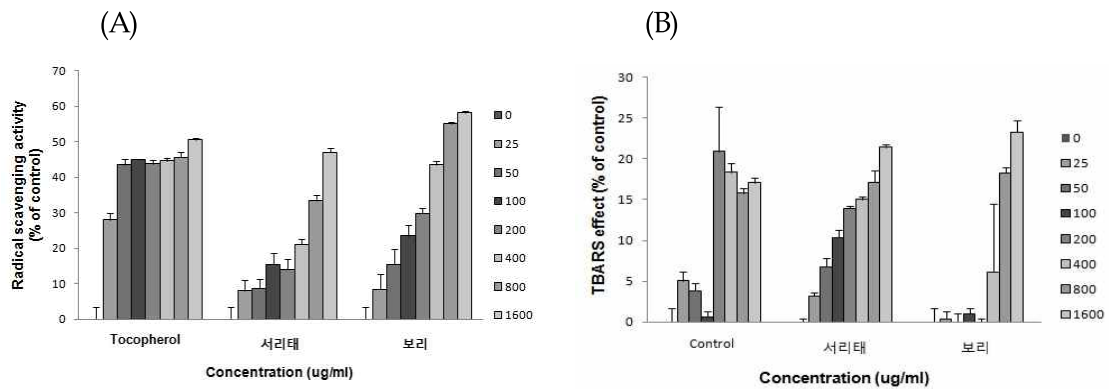 (A)
Radical scavenging activity
(% of control)
70
60
50
40
30
20
10
0
Tocopherol
서리태
보리
Concentration (ug/ml)
0
25
50
100
200
400
800
1600
(B)
TBARS effect (% of control)
30
25
20
15
10
5
0
Control
서리태
보리
Concentration (ug/ml)
0
25
50
100
200
400
800
1600